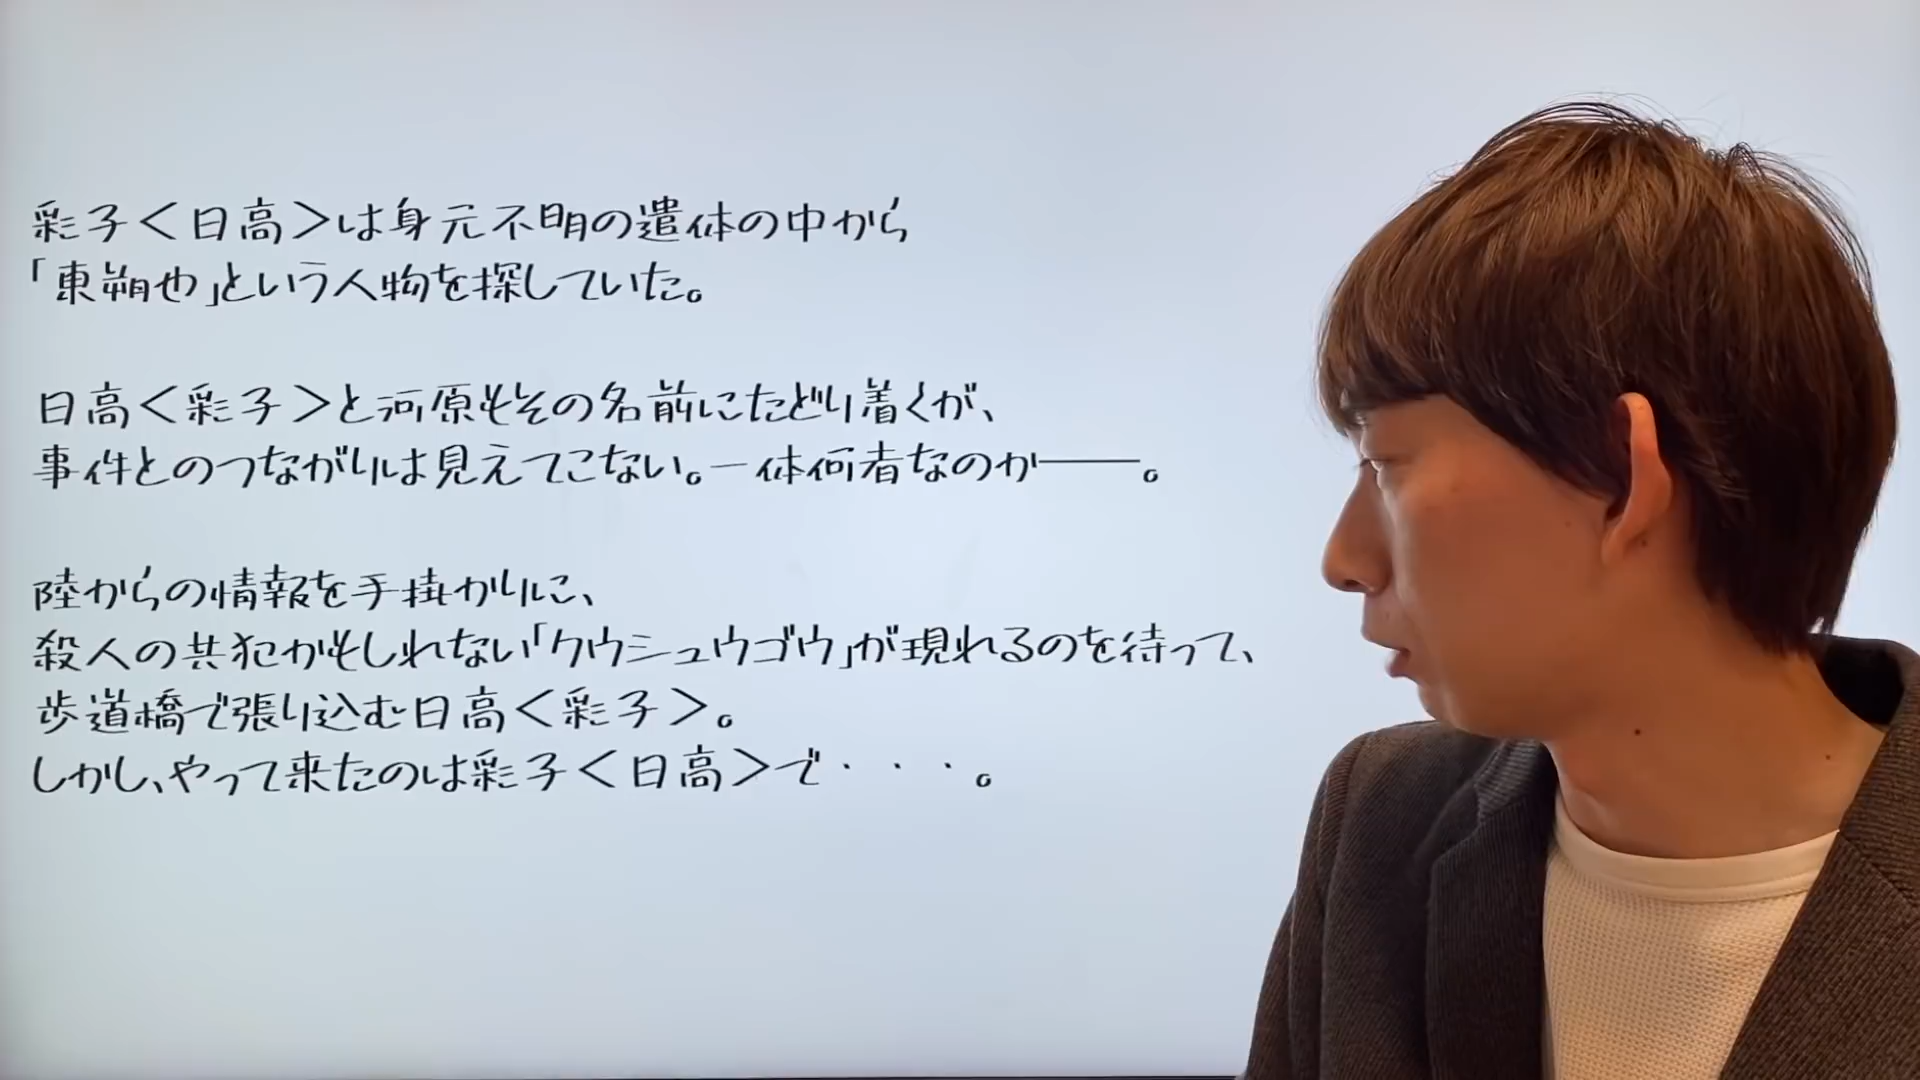 彩子＜日高＞は身元不明の遺体の中から
「東朔也」という人物を探していた。
日高＜彩子＞と河原もその名前にたどり着くが、
事件とのつながりは見えてこない。一体何者なのか――。
陸からの情報を手掛かりに、
殺人の共犯かもしれない「クウシュウゴウ」が現れるのを待って、
歩道橋で張り込む日高＜彩子＞。
しかし、やって来たのは彩子＜日高＞で・・・。